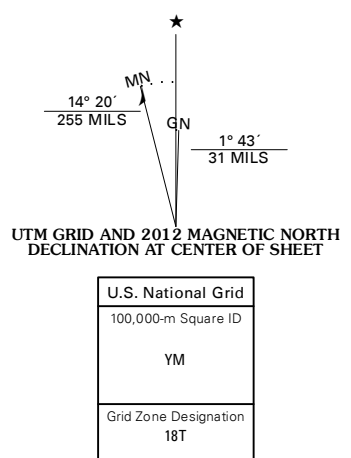 ★
MN
14° 20´
255 MILS
GN
1° 43´
31 MILS
UTM GRID AND 2012 MAGNETIC NORTH
DECLINATION AT CENTER OF SHEET
U.S. National Grid
100,000-m Square ID
YM
Grid Zone Designation
18T